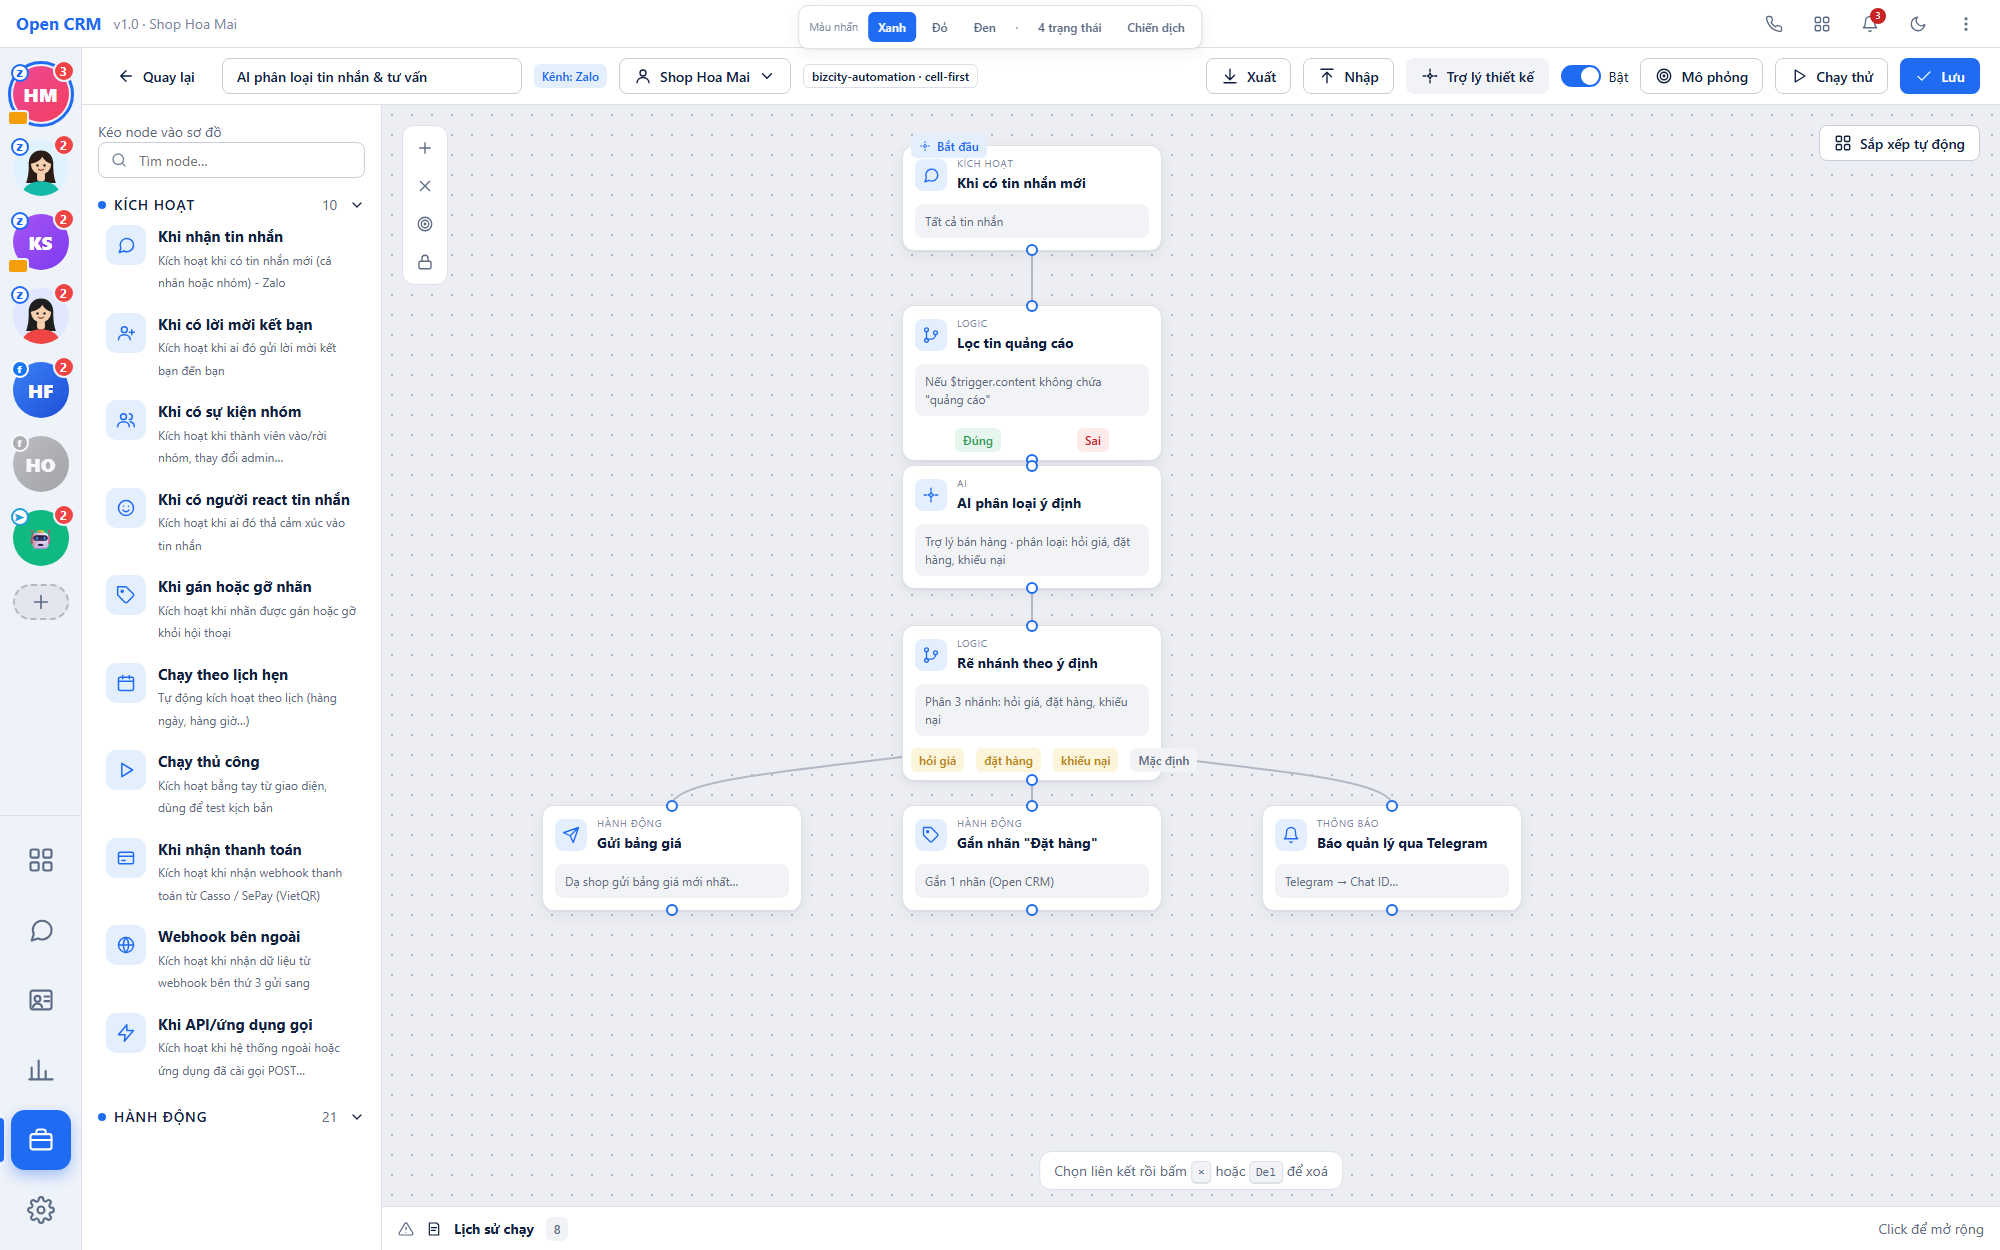 Open CRM v1.0 · Shop Hoa Mai
Màu nhấn Xanh Đỏ Đen · 4 trạng thái Chiến dịch
3
Quay lại
AI phân loại tin nhắn & tư vấn
Kênh: Zalo
Shop Hoa Mai
bizcity-automation · cell-first
Xuất
Nhập
Trợ lý thiết kế
Bật
Mô phỏng
Chạy thử
Lưu
HM 3
2
KS 2
2
HF 2
HO
2
Kéo node vào sơ đồ
Tìm node...
KÍCH HOẠT 10
Khi nhận tin nhắn
Kích hoạt khi có tin nhắn mới (cá
nhân hoặc nhóm) - Zalo
Khi có lời mời kết bạn
Kích hoạt khi ai đó gửi lời mời kết
bạn đến bạn
Khi có sự kiện nhóm
Kích hoạt khi thành viên vào/rời
nhóm, thay đổi admin...
Khi có người react tin nhắn
Kích hoạt khi ai đó thả cảm xúc vào
tin nhắn
Khi gán hoặc gỡ nhãn
Kích hoạt khi nhãn được gán hoặc gỡ
khỏi hội thoại
Chạy theo lịch hẹn
Tự động kích hoạt theo lịch (hàng
ngày, hàng giờ...)
Chạy thủ công
Kích hoạt bằng tay từ giao diện,
dùng để test kịch bản
Khi nhận thanh toán
Kích hoạt khi nhận webhook thanh
toán từ Casso / SePay (VietQR)
Webhook bên ngoài
Kích hoạt khi nhận dữ liệu từ
webhook bên thứ 3 gửi sang
Khi API/ứng dụng gọi
Kích hoạt khi hệ thống ngoài hoặc
ứng dụng đã cài gọi POST...
HÀNH ĐỘNG 21
Sắp xếp tự động
Bắt đầu
KÍCH HOẠT
Khi có tin nhắn mới
Tất cả tin nhắn
LOGIC
Lọc tin quảng cáo
Nếu $trigger.content không chứa
"quảng cáo"
Đúng Sai
AI
AI phân loại ý định
Trợ lý bán hàng · phân loại: hỏi giá, đặt
hàng, khiếu nại
LOGIC
Rẽ nhánh theo ý định
Phân 3 nhánh: hỏi giá, đặt hàng, khiếu
nại
hỏi giá đặt hàng khiếu nại Mặc định
HÀNH ĐỘNG
Gửi bảng giá
Dạ shop gửi bảng giá mới nhất...
HÀNH ĐỘNG
Gắn nhãn "Đặt hàng"
Gắn 1 nhãn (Open CRM)
THÔNG BÁO
Báo quản lý qua Telegram
Telegram → Chat ID...
Chọn liên kết rồi bấm × hoặc Del để xoá
Lịch sử chạy 8
Click để mở rộng